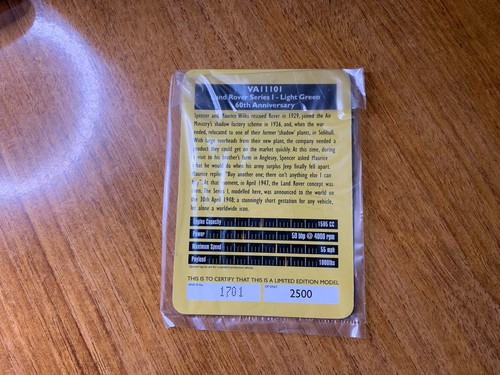 VA11101
Land Rover Series I - Light Green
60th Anniversary
Spencer and Maurice Wilks rescued Rover in 1929, joined the Air
Ministry's shadow factory scheme in 1936, and, when the war
ended, relocated to one of their former 'shadow' plants, in Solihull.
With large overheads from their new plant, the company needed a
product they could get on the market quickly. At this time, during
a visit to his brother's farm in Anglesey, Spencer asked Maurice
what he would do when his army surplus Jeep finally fell apart.
Maurice replied "Buy another one; there isn't anything else I can
buy". At that moment, in April 1947, the Land Rover concept was
born. The Series I, modelled here, was announced to the world on
the 30th April 1948; a stunningly short gestation for any vehicle,
let alone a worldwide icon.
Engine Capacity 1595 CC
Power 50 bhp @ 4000 rpm
Maximum Speed 55 mph
Payload 1000lbs
THIS IS TO CERTIFY THAT THIS IS A LIMITED EDITION MODEL
1701
OF ONLY
2500